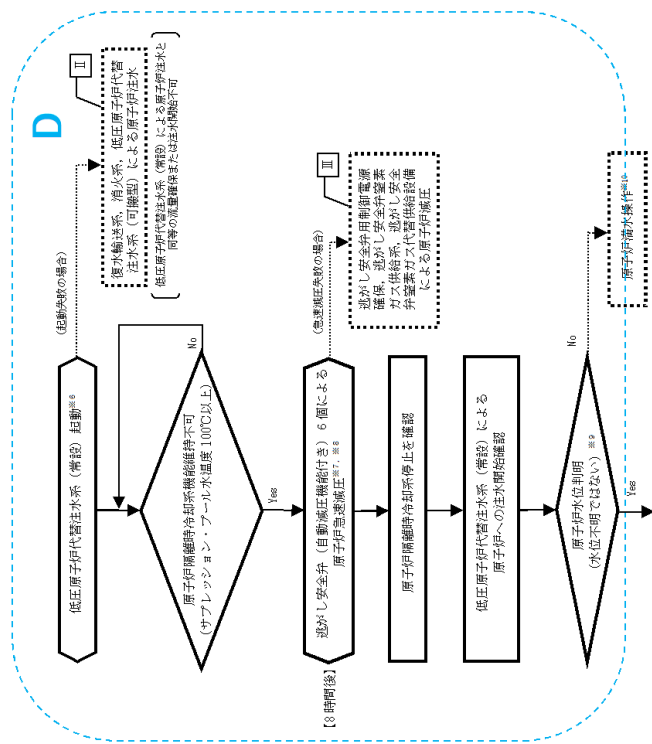 D
低圧原子炉代替注水系（常設）起動※6
（起動失敗の場合）
Ⅱ
復水輸送系，消火系，低圧原子炉代替
注水系（可搬型）による原子炉注水
低圧原子炉代替注水系（常設）による原子炉注水と
同等の流量確保または注水開始不可
原子炉隔離時冷却系機能維持不可
（サプレッション・プール水温度100℃以上）
No
Yes
【8時間後】
逃がし安全弁（自動減圧機能付き）6個による
原子炉急速減圧※7，※8
（急速減圧失敗の場合）
Ⅲ
逃がし安全弁用制御電源
確保，逃がし安全弁窒素
ガス供給系，逃がし安全
弁窒素ガス代替供給設備
による原子炉減圧
原子炉隔離時冷却系停止を確認
低圧原子炉代替注水系（常設）による
原子炉への注水開始確認
原子炉水位判明
（水位不明ではない）※9
No
原子炉満水操作※10
Yes